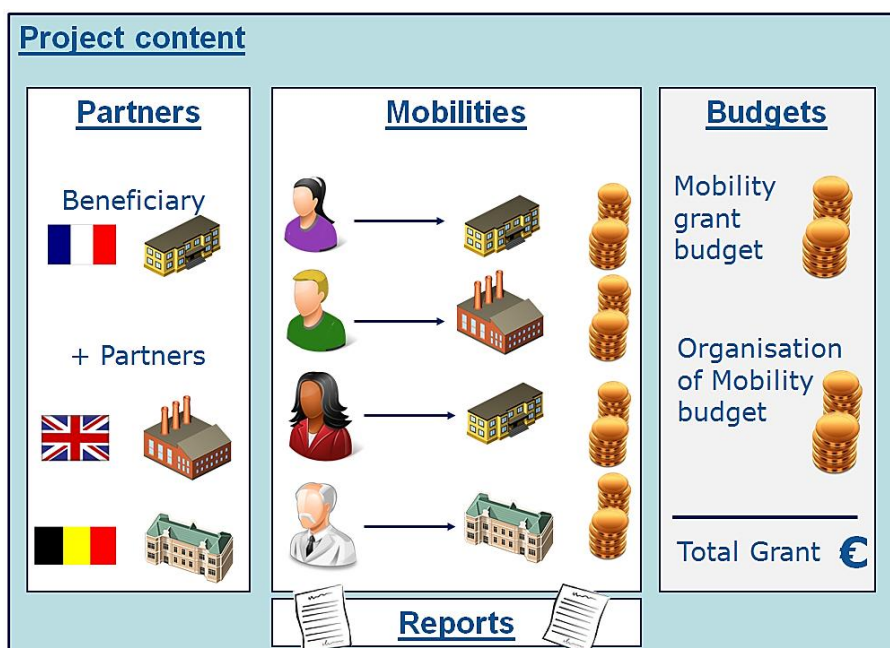 Project content
Partners
Beneficiary
+ Partners
Mobilities
Budgets
Mobility
grant
budget
Organisation
of Mobility
budget
Total Grant €
Reports